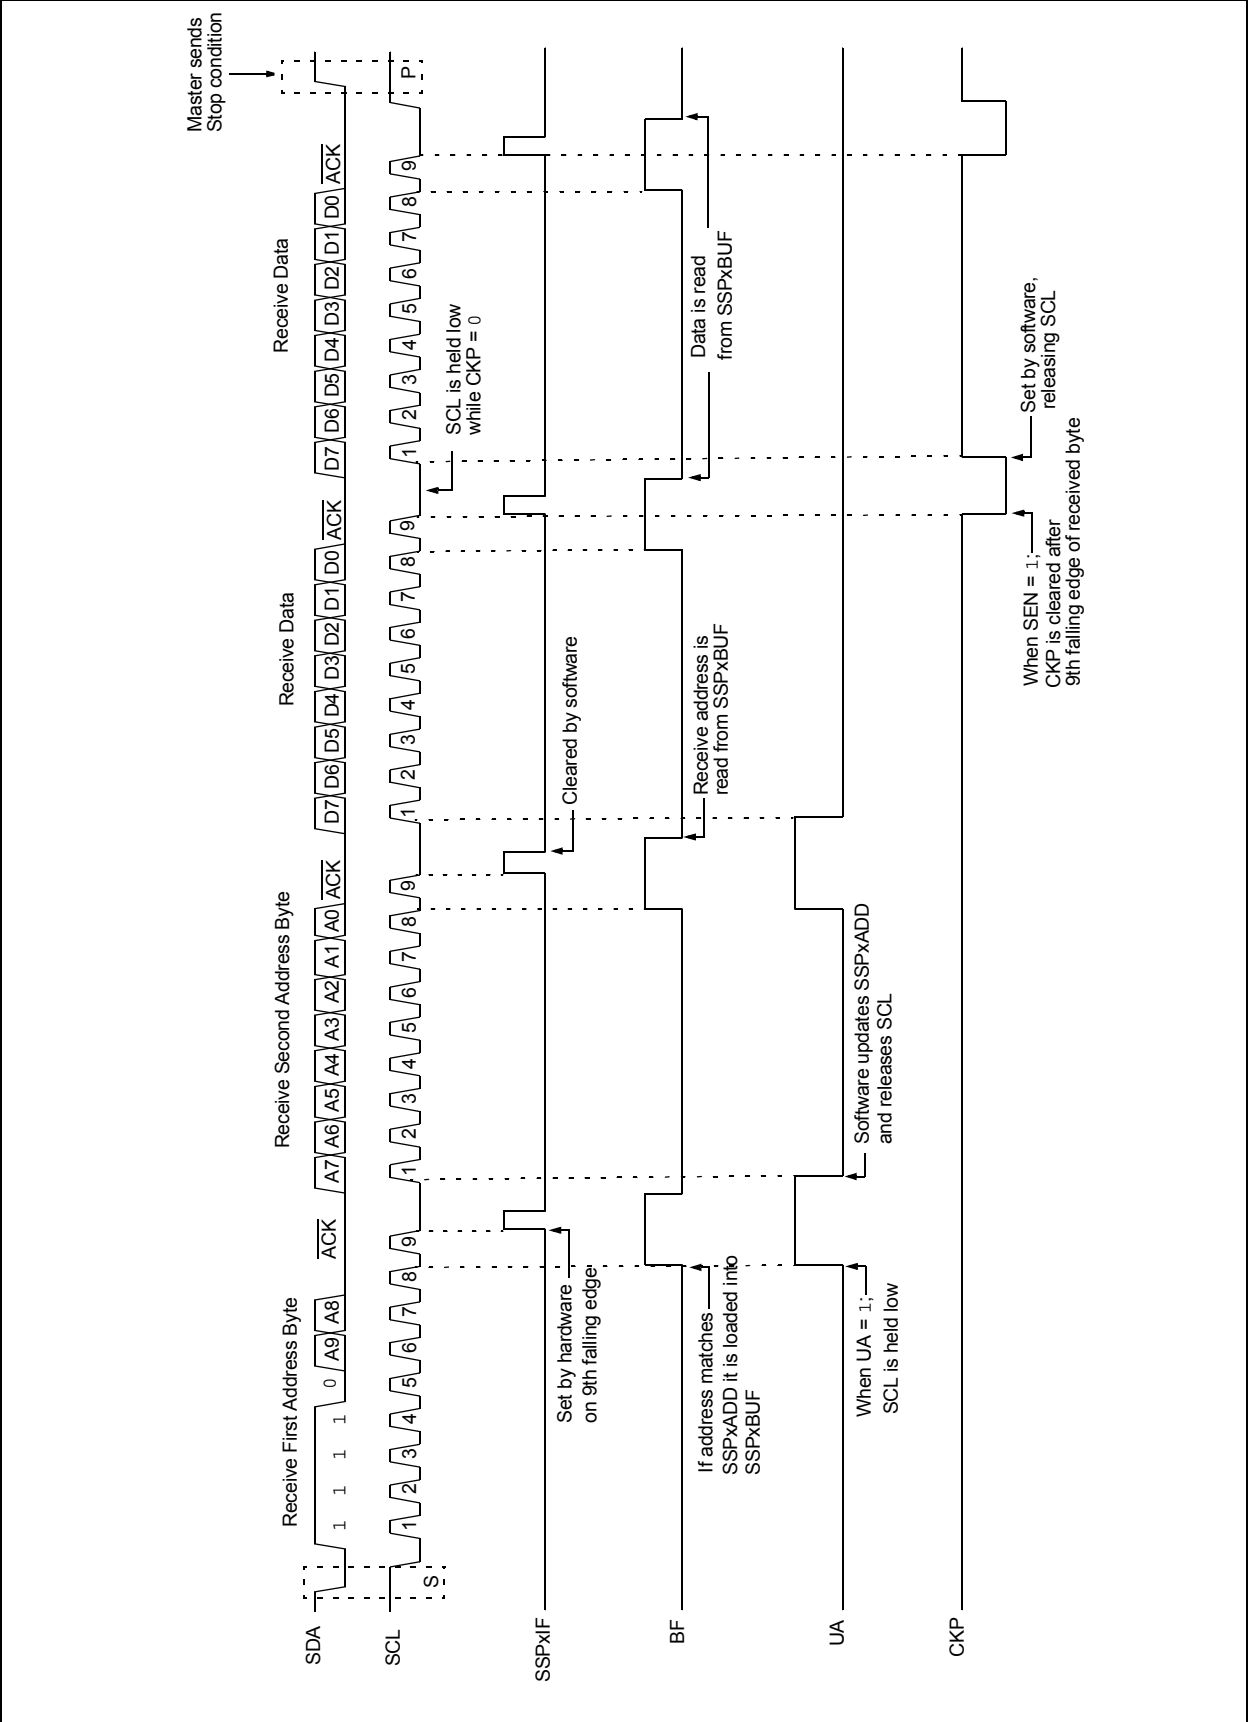 Master sends
Stop condition
Receive First Address Byte
Receive Second Address Byte
Receive Data
Receive Data
SDA
1 1 1 1 0 A9 A8 ACK
A7 A6 A5 A4 A3 A2 A1 A0 ACK
D7 D6 D5 D4 D3 D2 D1 D0 ACK
D7 D6 D5 D4 D3 D2 D1 D0 ACK
SCL
S
1 2 3 4 5 6 7 8 9
1 2 3 4 5 6 7 8 9
1 2 3 4 5 6 7 8 9
1 2 3 4 5 6 7 8 9
P
SCL is held low
while CKP = 0
SSPxIF
Set by hardware
on 9th falling edge
Cleared by software
BF
If address matches
SSPxADD it is loaded into
SSPxBUF
Receive address is
read from SSPxBUF
Data is read
from SSPxBUF
UA
When UA = 1;
SCL is held low
Software updates SSPxADD
and releases SCL
CKP
When SEN = 1;
CKP is cleared after
9th falling edge of received byte
Set by software,
releasing SCL